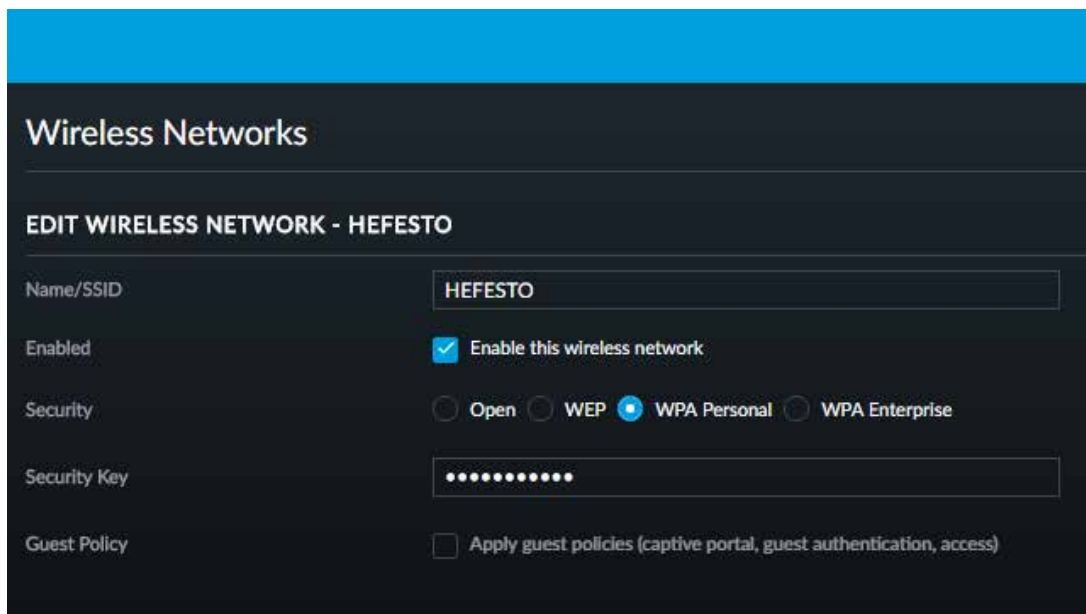 Wireless Networks
EDIT WIRELESS NETWORK - HEFESTO
Name/SSID HEFESTO
Enabled Enable this wireless network
Security Open WEP WPA Personal WPA Enterprise
Security Key •••••••••••
Guest Policy Apply guest policies (captive portal, guest authentication, access)